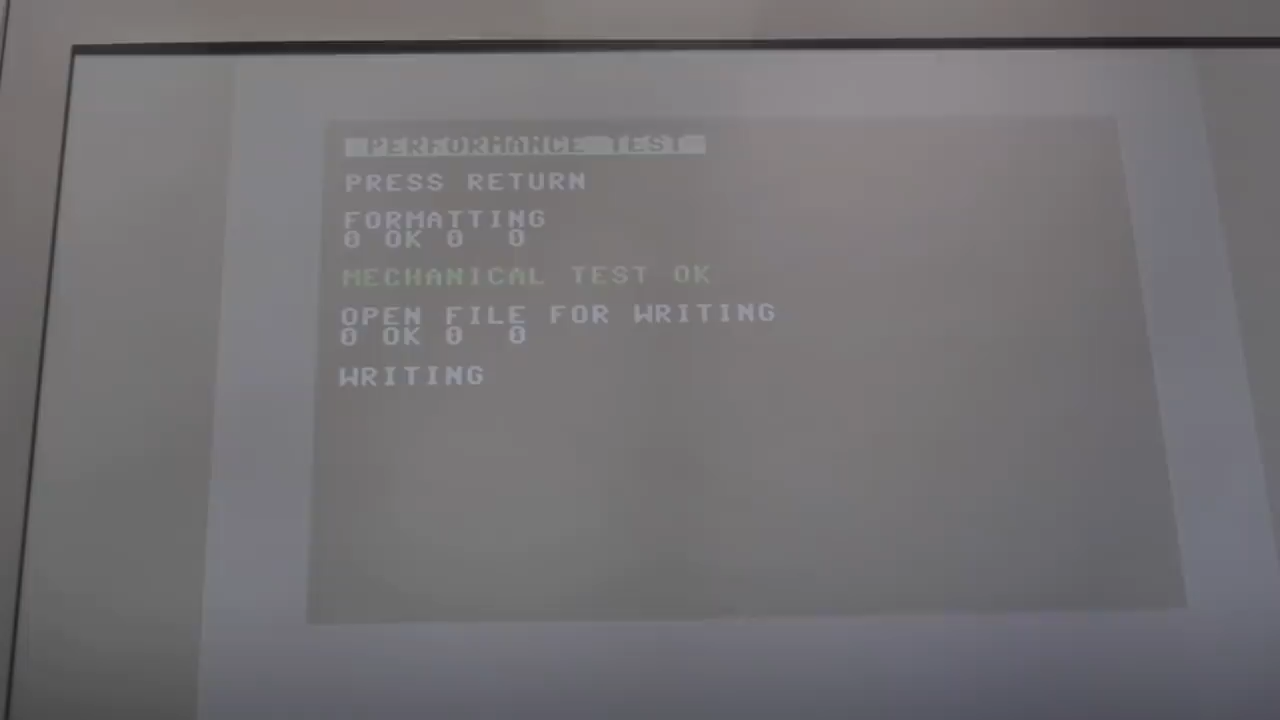 PERFORMANCE TEST
PRESS RETURN
FORMATTING
0 OK 0 0
MECHANICAL TEST OK
OPEN FILE FOR WRITING
0 OK 0 0
WRITING